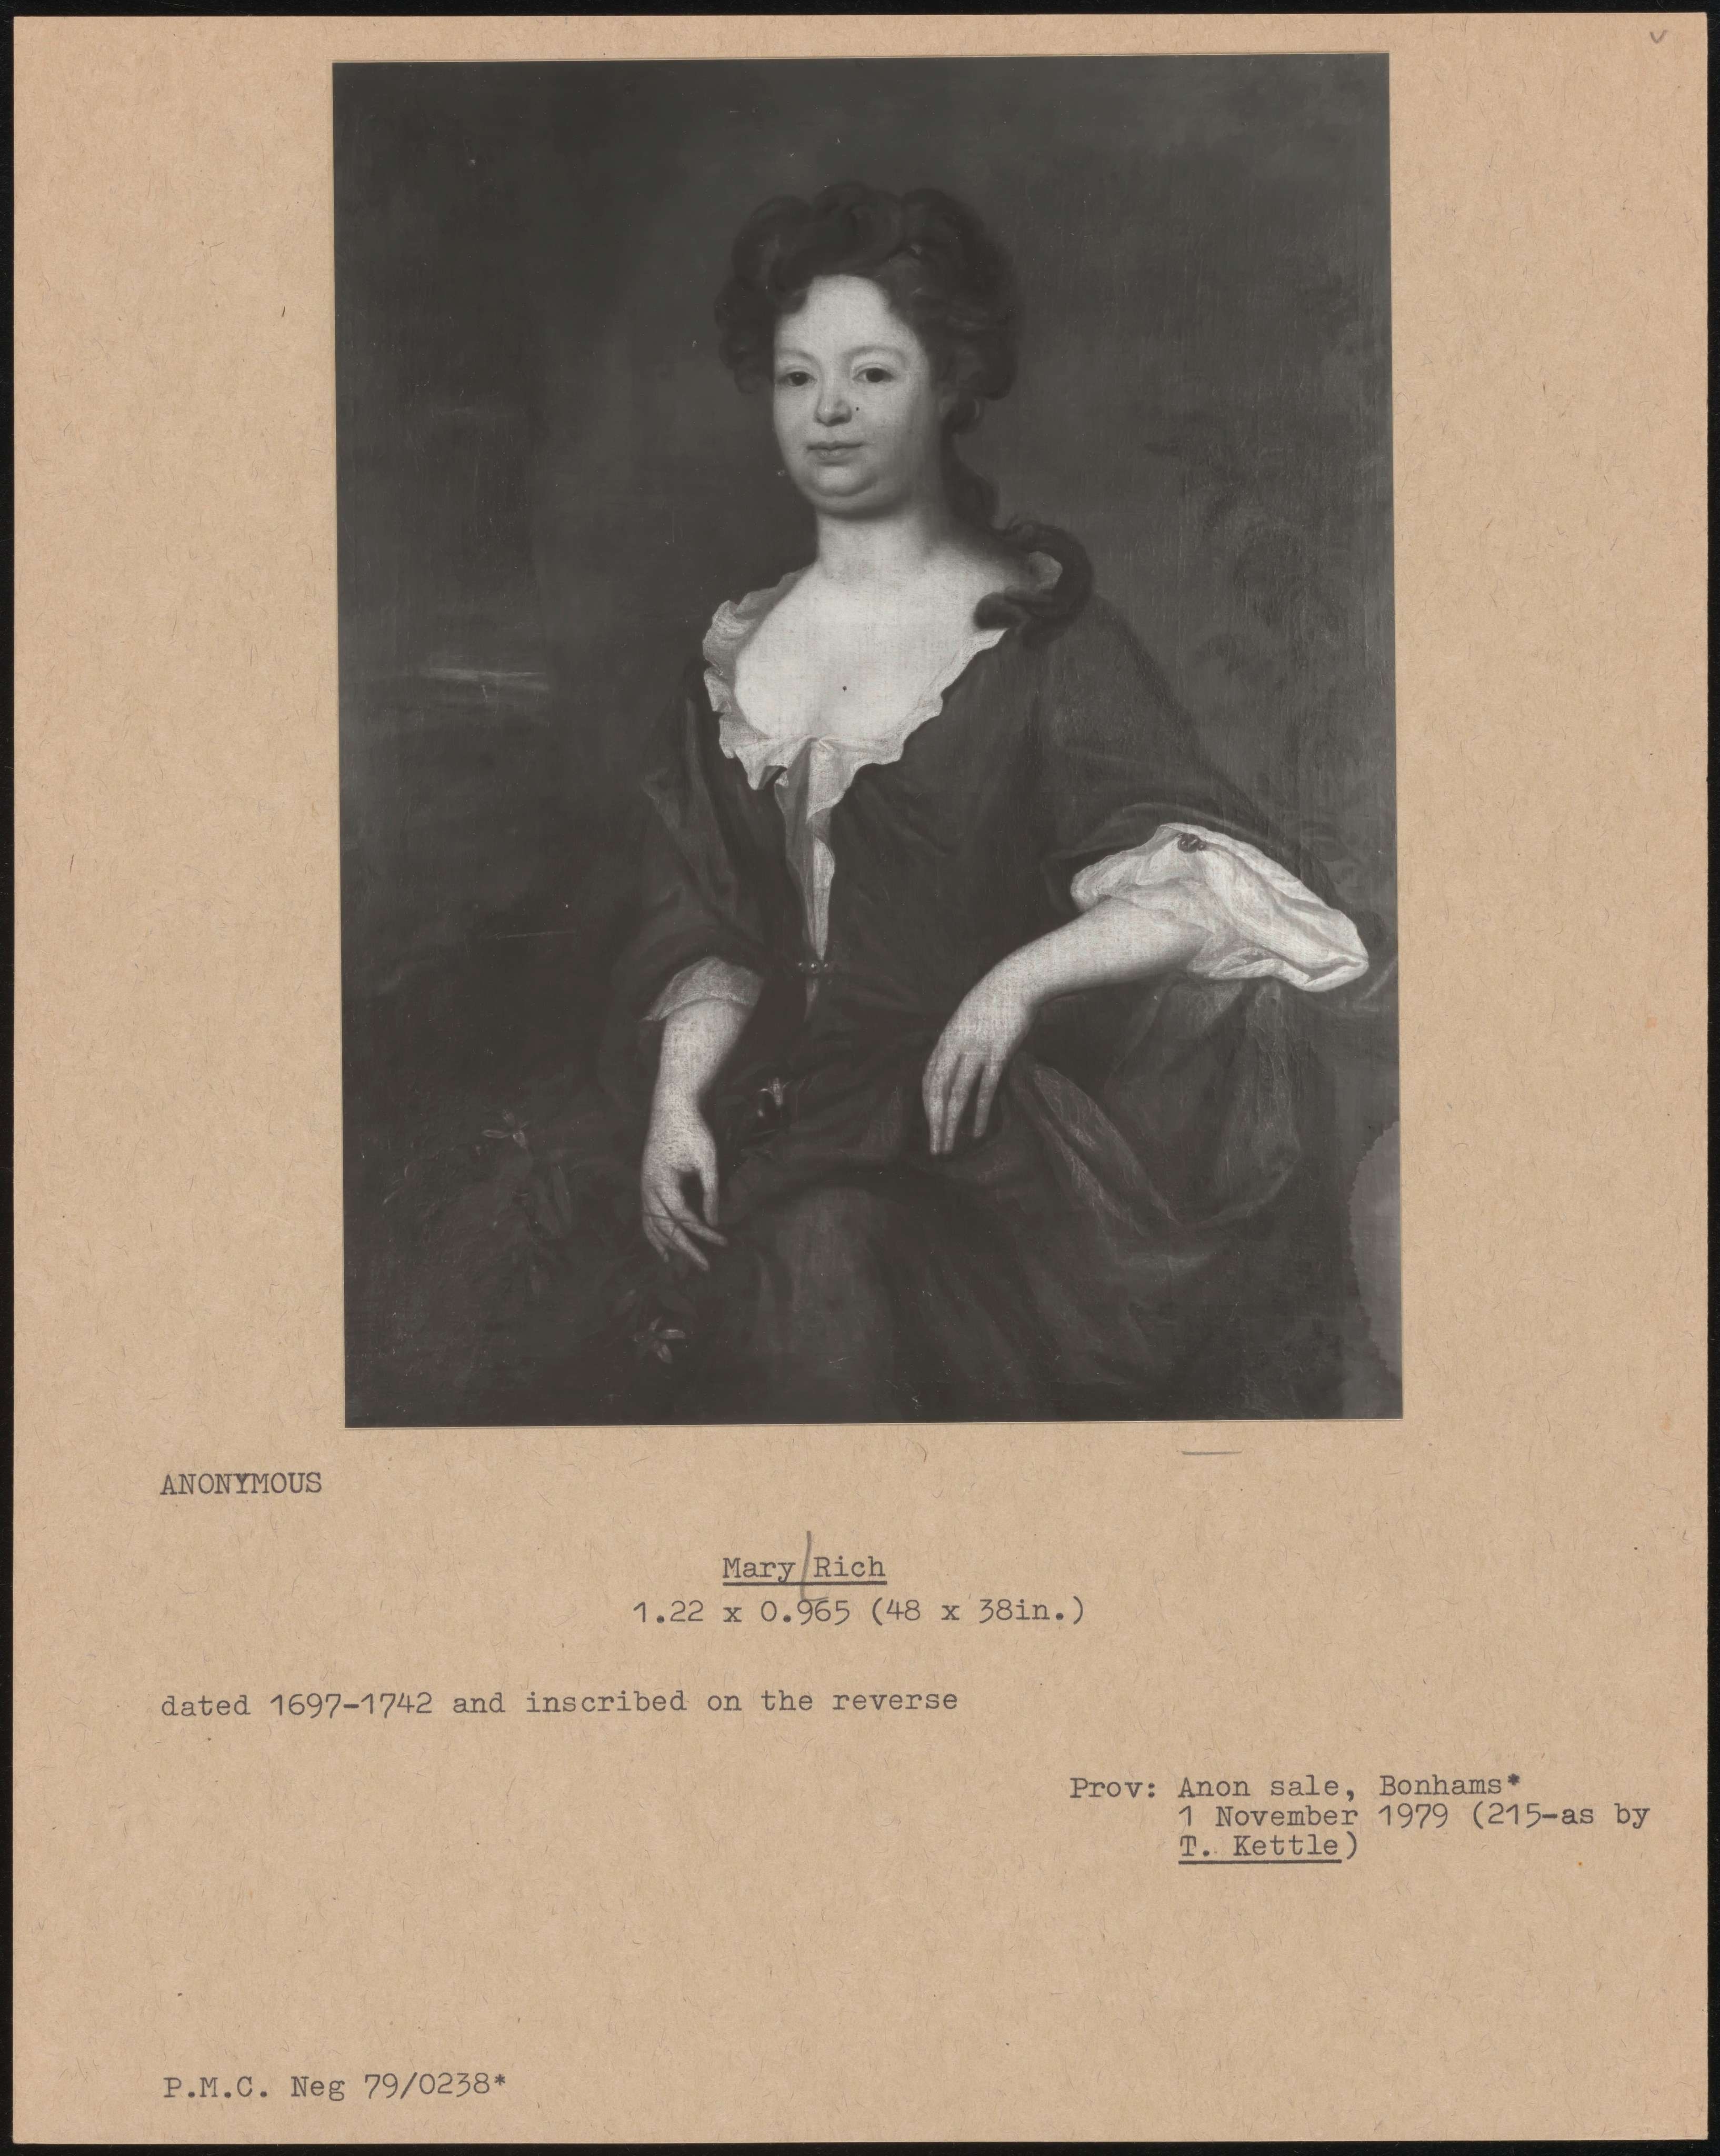 ANONYMOUS
Mary Rich
1.22 x 0.965 (48 x 38in.)
dated 1697-1742 and inscribed on the reverse
Prov: Anon sale, Bonhams*
1 November 1979 (215-as by
T. Kettle)
P.M.C. Neg 79/0238*